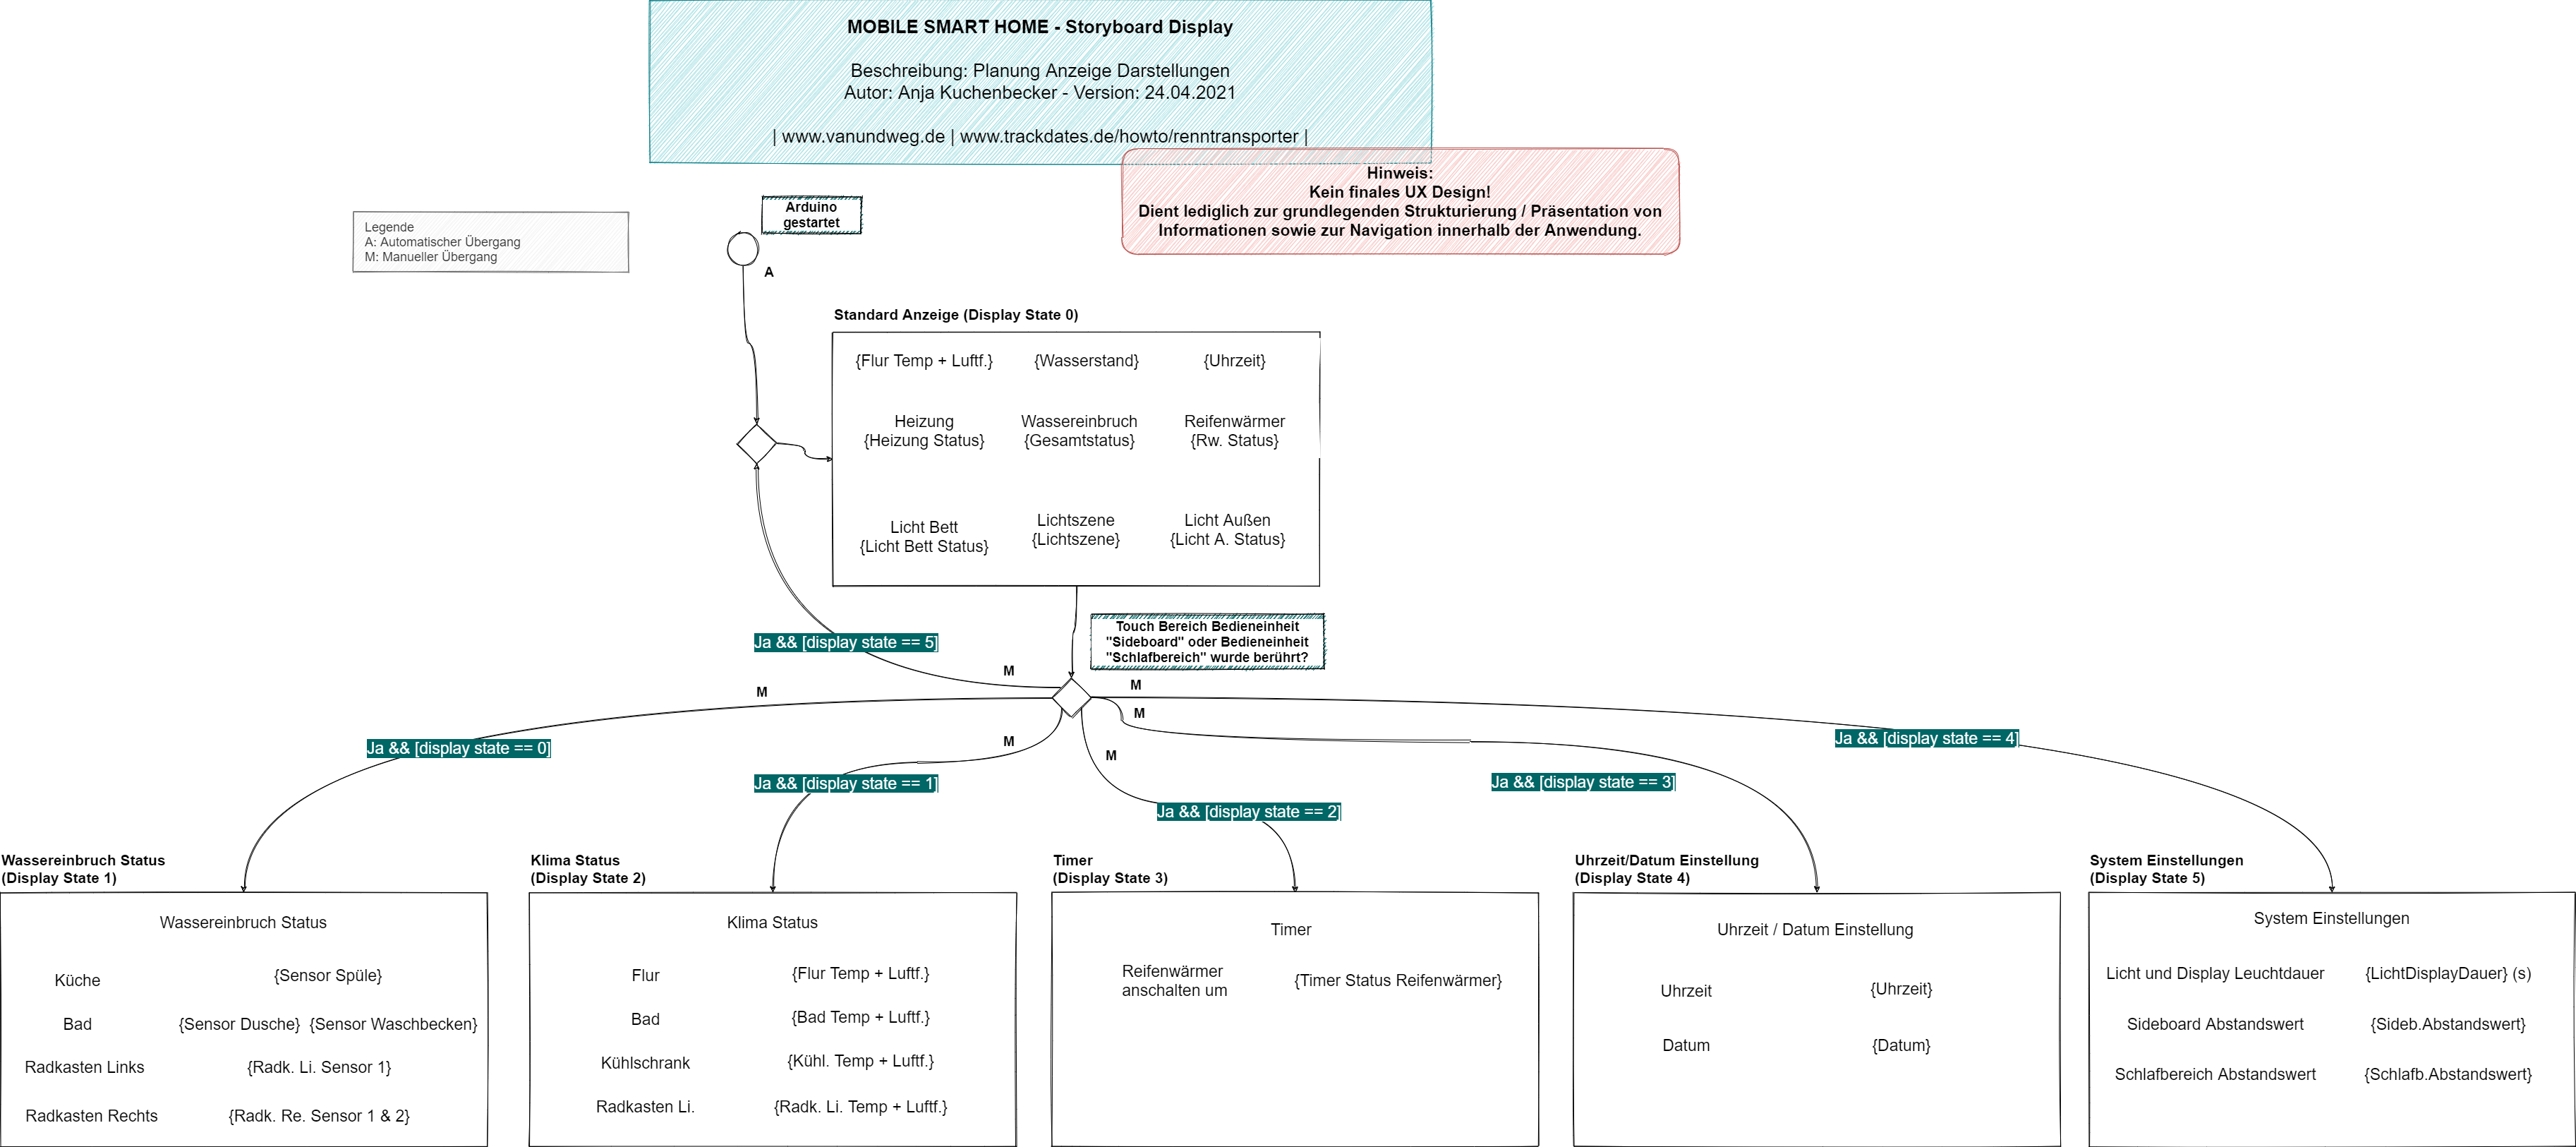 MOBILE SMART HOME - Storyboard Display
Beschreibung: Planung Anzeige Darstellungen
Autor: Anja Kuchenbecker - Version: 24.04.2021
| www.vanundweg.de | www.trackdates.de/howto/renntransporter |
Hinweis:
Kein finales UX Design!
Dient lediglich zur grundlegenden Strukturierung / Präsentation von
Informationen sowie zur Navigation innerhalb der Anwendung.
Legende
A: Automatischer Übergang
M: Manueller Übergang
Arduino
gestartet
A
Standard Anzeige (Display State 0)
{Flur Temp + Luftf.} {Wasserstand} {Uhrzeit}
Heizung Wassereinbruch Reifenwärmer
{Heizung Status} {Gesamtstatus} {Rw. Status}
Licht Bett
{Licht Bett Status}
Lichtszene
{Lichtszene}
Licht Außen
{Licht A. Status}
Touch Bereich Bedieneinheit
"Sideboard" oder Bedieneinheit
"Schlafbereich" wurde berührt?
Ja && [display state == 5]
M
M
M
M
M
M
Ja && [display state == 0]
Ja && [display state == 1]
Ja && [display state == 2]
Ja && [display state == 3]
Ja && [display state == 4]
Wassereinbruch Status
(Display State 1)
Wassereinbruch Status
Küche {Sensor Spüle}
Bad {Sensor Dusche} {Sensor Waschbecken}
Radkasten Links {Radk. Li. Sensor 1}
Radkasten Rechts {Radk. Re. Sensor 1 & 2}
Klima Status
(Display State 2)
Klima Status
Flur {Flur Temp + Luftf.}
Bad {Bad Temp + Luftf.}
Kühlschrank {Kühl. Temp + Luftf.}
Radkasten Li. {Radk. Li. Temp + Luftf.}
Timer
(Display State 3)
Timer
Reifenwärmer
anschalten um
{Timer Status Reifenwärmer}
Uhrzeit/Datum Einstellung
(Display State 4)
Uhrzeit / Datum Einstellung
Uhrzeit {Uhrzeit}
Datum {Datum}
System Einstellungen
(Display State 5)
System Einstellungen
Licht und Display Leuchtdauer {LichtDisplayDauer} (s)
Sideboard Abstandswert {Sideb.Abstandswert}
Schlafbereich Abstandswert {Schlafb.Abstandswert}